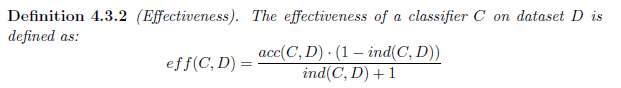 Definition 4.3.2 (Effectiveness). The effectiveness of a classifier C on dataset D is
defined as:
eff(C, D) = acc(C, D) · (1 − ind(C, D)) / ind(C, D) + 1